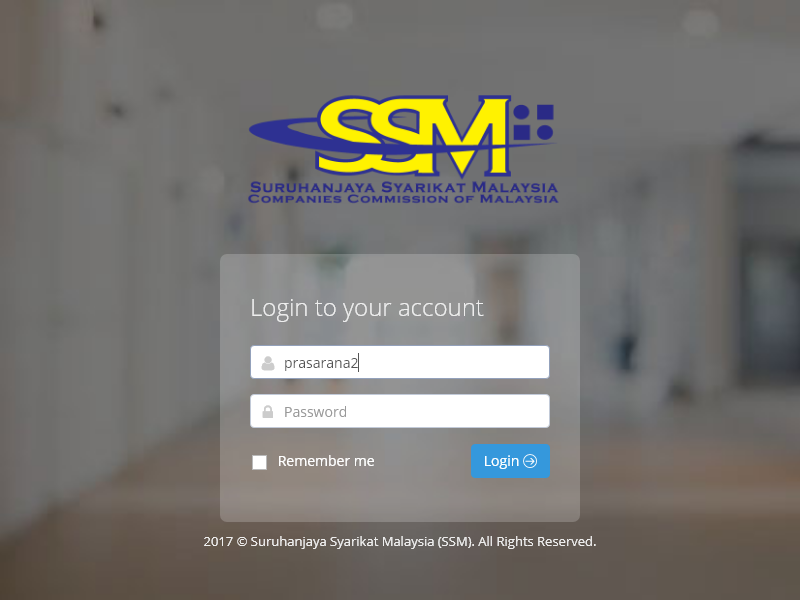 SSM
SURUHANJAYA SYARIKAT MALAYSIA
COMPANIES COMMISSION OF MALAYSIA
Login to your account
prasarana2
Password
Remember me
Login
2017 © Suruhanjaya Syarikat Malaysia (SSM). All Rights Reserved.